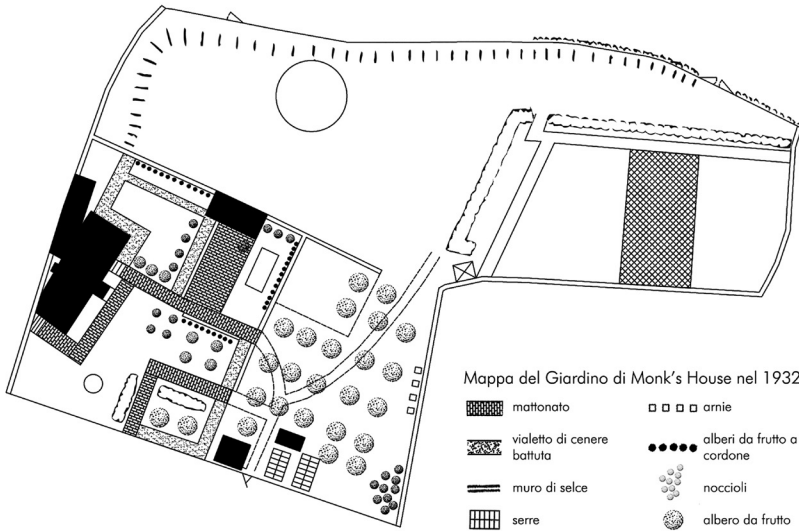 Mappa del Giardino di Monk's House nel 1932
mattonato
arnie
vialetto di cenere
battuta
alberi da frutto a
cordone
muro di selce
noccioli
serre
albero da frutto